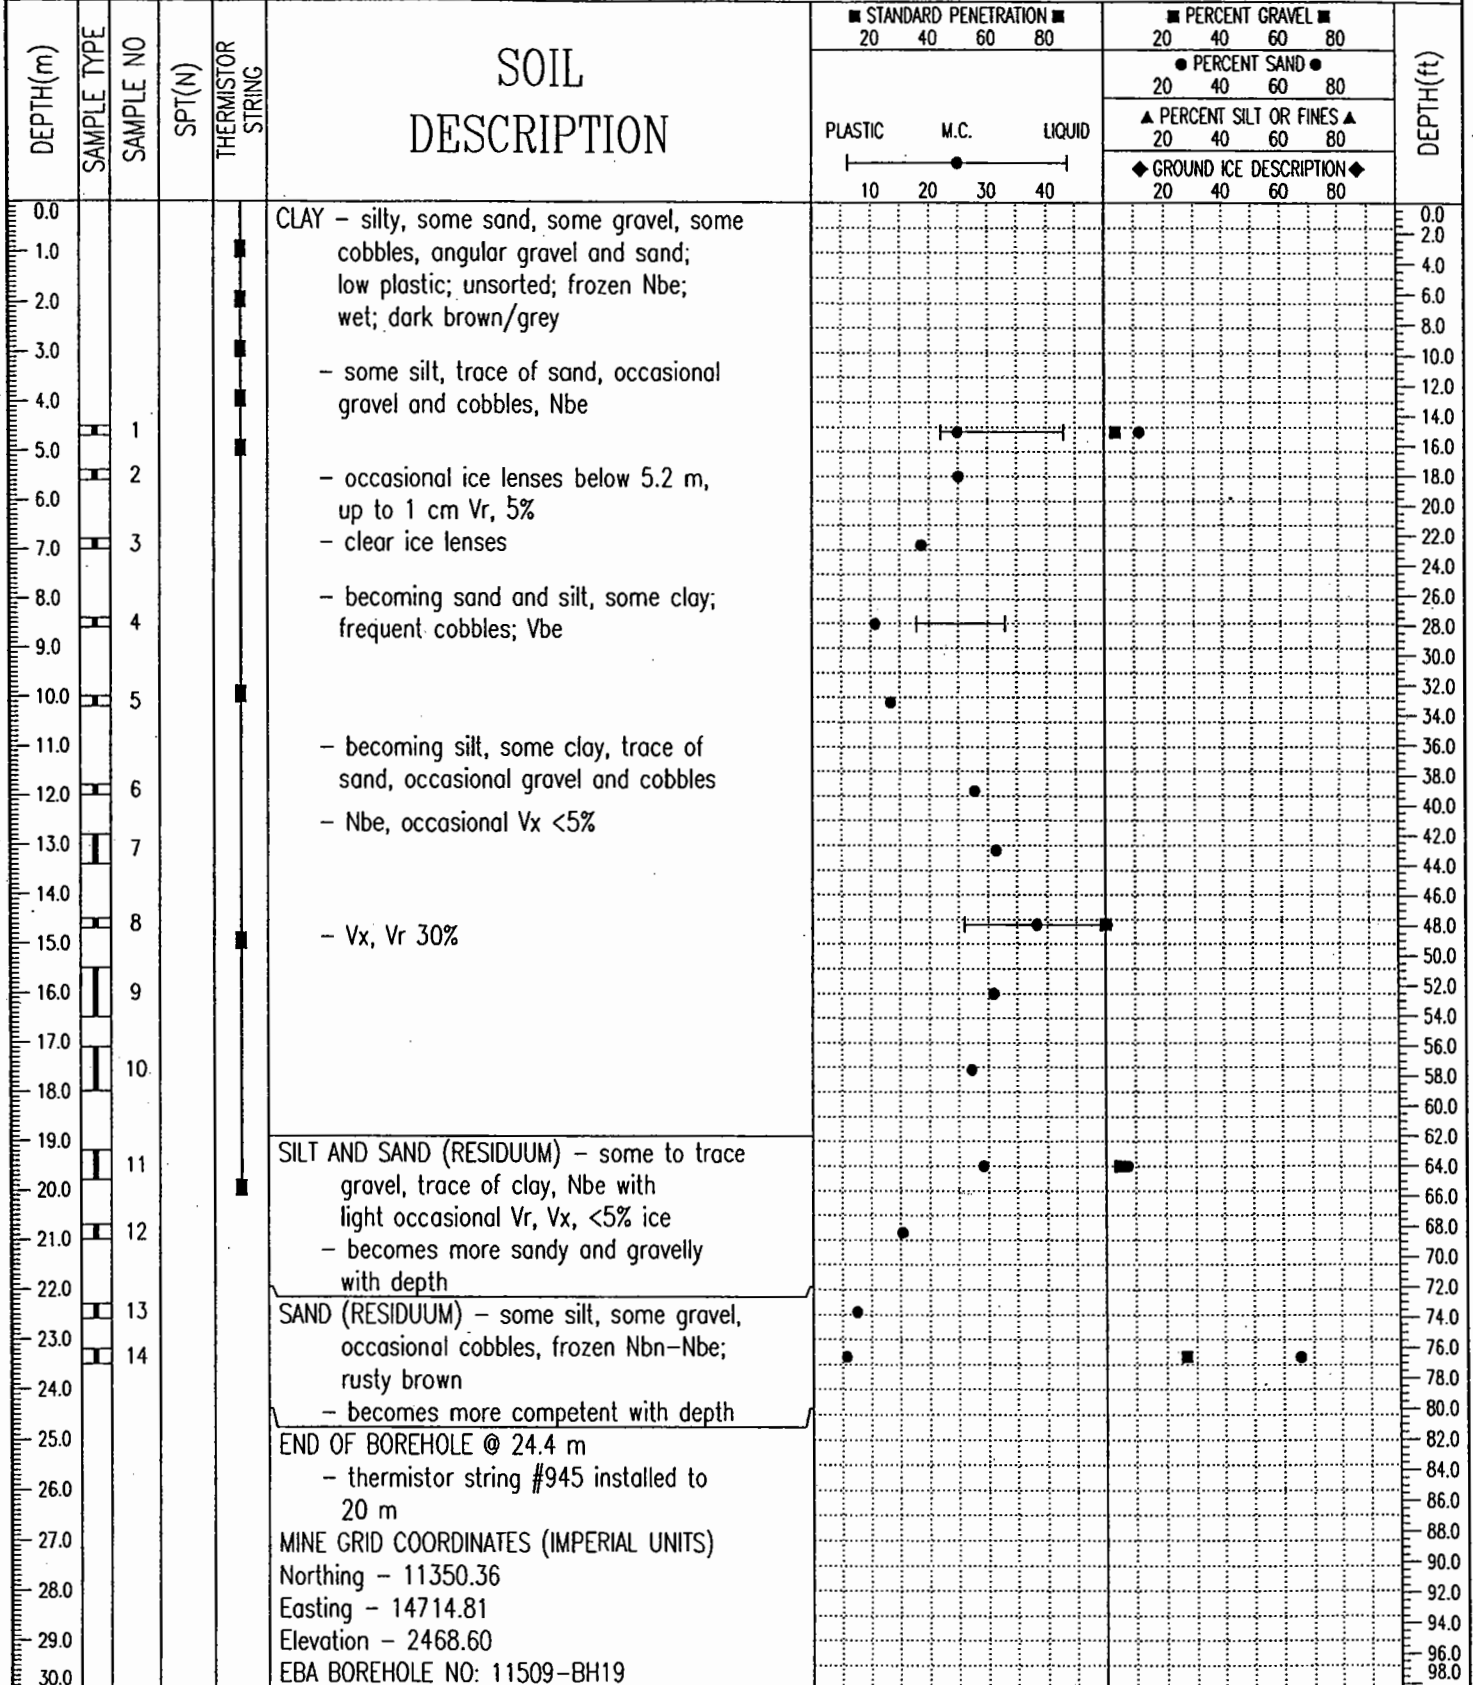 DEPTH(m)
SAMPLE TYPE
SAMPLE NO
SPT(N)
THERMISTOR
STRING
SOIL
DESCRIPTION
■ STANDARD PENETRATION ■
20 40 60 80
PLASTIC M.C. LIQUID
10 20 30 40
■ PERCENT GRAVEL ■
20 40 60 80
● PERCENT SAND ●
20 40 60 80
▲ PERCENT SILT OR FINES ▲
20 40 60 80
◆ GROUND ICE DESCRIPTION ◆
20 40 60 80
DEPTH(ft)
0.0
1.0
2.0
3.0
4.0
5.0
6.0
7.0
8.0
9.0
10.0
11.0
12.0
13.0
14.0
15.0
16.0
17.0
18.0
19.0
20.0
21.0
22.0
23.0
24.0
25.0
26.0
27.0
28.0
29.0
30.0
1
2
3
4
5
6
7
8
9
10
11
12
13
14
CLAY – silty, some sand, some gravel, some
cobbles, angular gravel and sand;
low plastic; unsorted; frozen Nbe;
wet; dark brown/grey
– some silt, trace of sand, occasional
gravel and cobbles, Nbe
– occasional ice lenses below 5.2 m,
up to 1 cm Vr, 5%
– clear ice lenses
– becoming sand and silt, some clay;
frequent cobbles; Vbe
– becoming silt, some clay, trace of
sand, occasional gravel and cobbles
– Nbe, occasional Vx <5%
– Vx, Vr 30%
SILT AND SAND (RESIDUUM) – some to trace
gravel, trace of clay, Nbe with
light occasional Vr, Vx, <5% ice
– becomes more sandy and gravelly
with depth
SAND (RESIDUUM) – some silt, some gravel,
occasional cobbles, frozen Nbn–Nbe;
rusty brown
– becomes more competent with depth
END OF BOREHOLE @ 24.4 m
– thermistor string #945 installed to
20 m
MINE GRID COORDINATES (IMPERIAL UNITS)
Northing – 11350.36
Easting – 14714.81
Elevation – 2468.60
EBA BOREHOLE NO: 11509–BH19
0.0
2.0
4.0
6.0
8.0
10.0
12.0
14.0
16.0
18.0
20.0
22.0
24.0
26.0
28.0
30.0
32.0
34.0
36.0
38.0
40.0
42.0
44.0
46.0
48.0
50.0
52.0
54.0
56.0
58.0
60.0
62.0
64.0
66.0
68.0
70.0
72.0
74.0
76.0
78.0
80.0
82.0
84.0
86.0
88.0
90.0
92.0
94.0
96.0
98.0